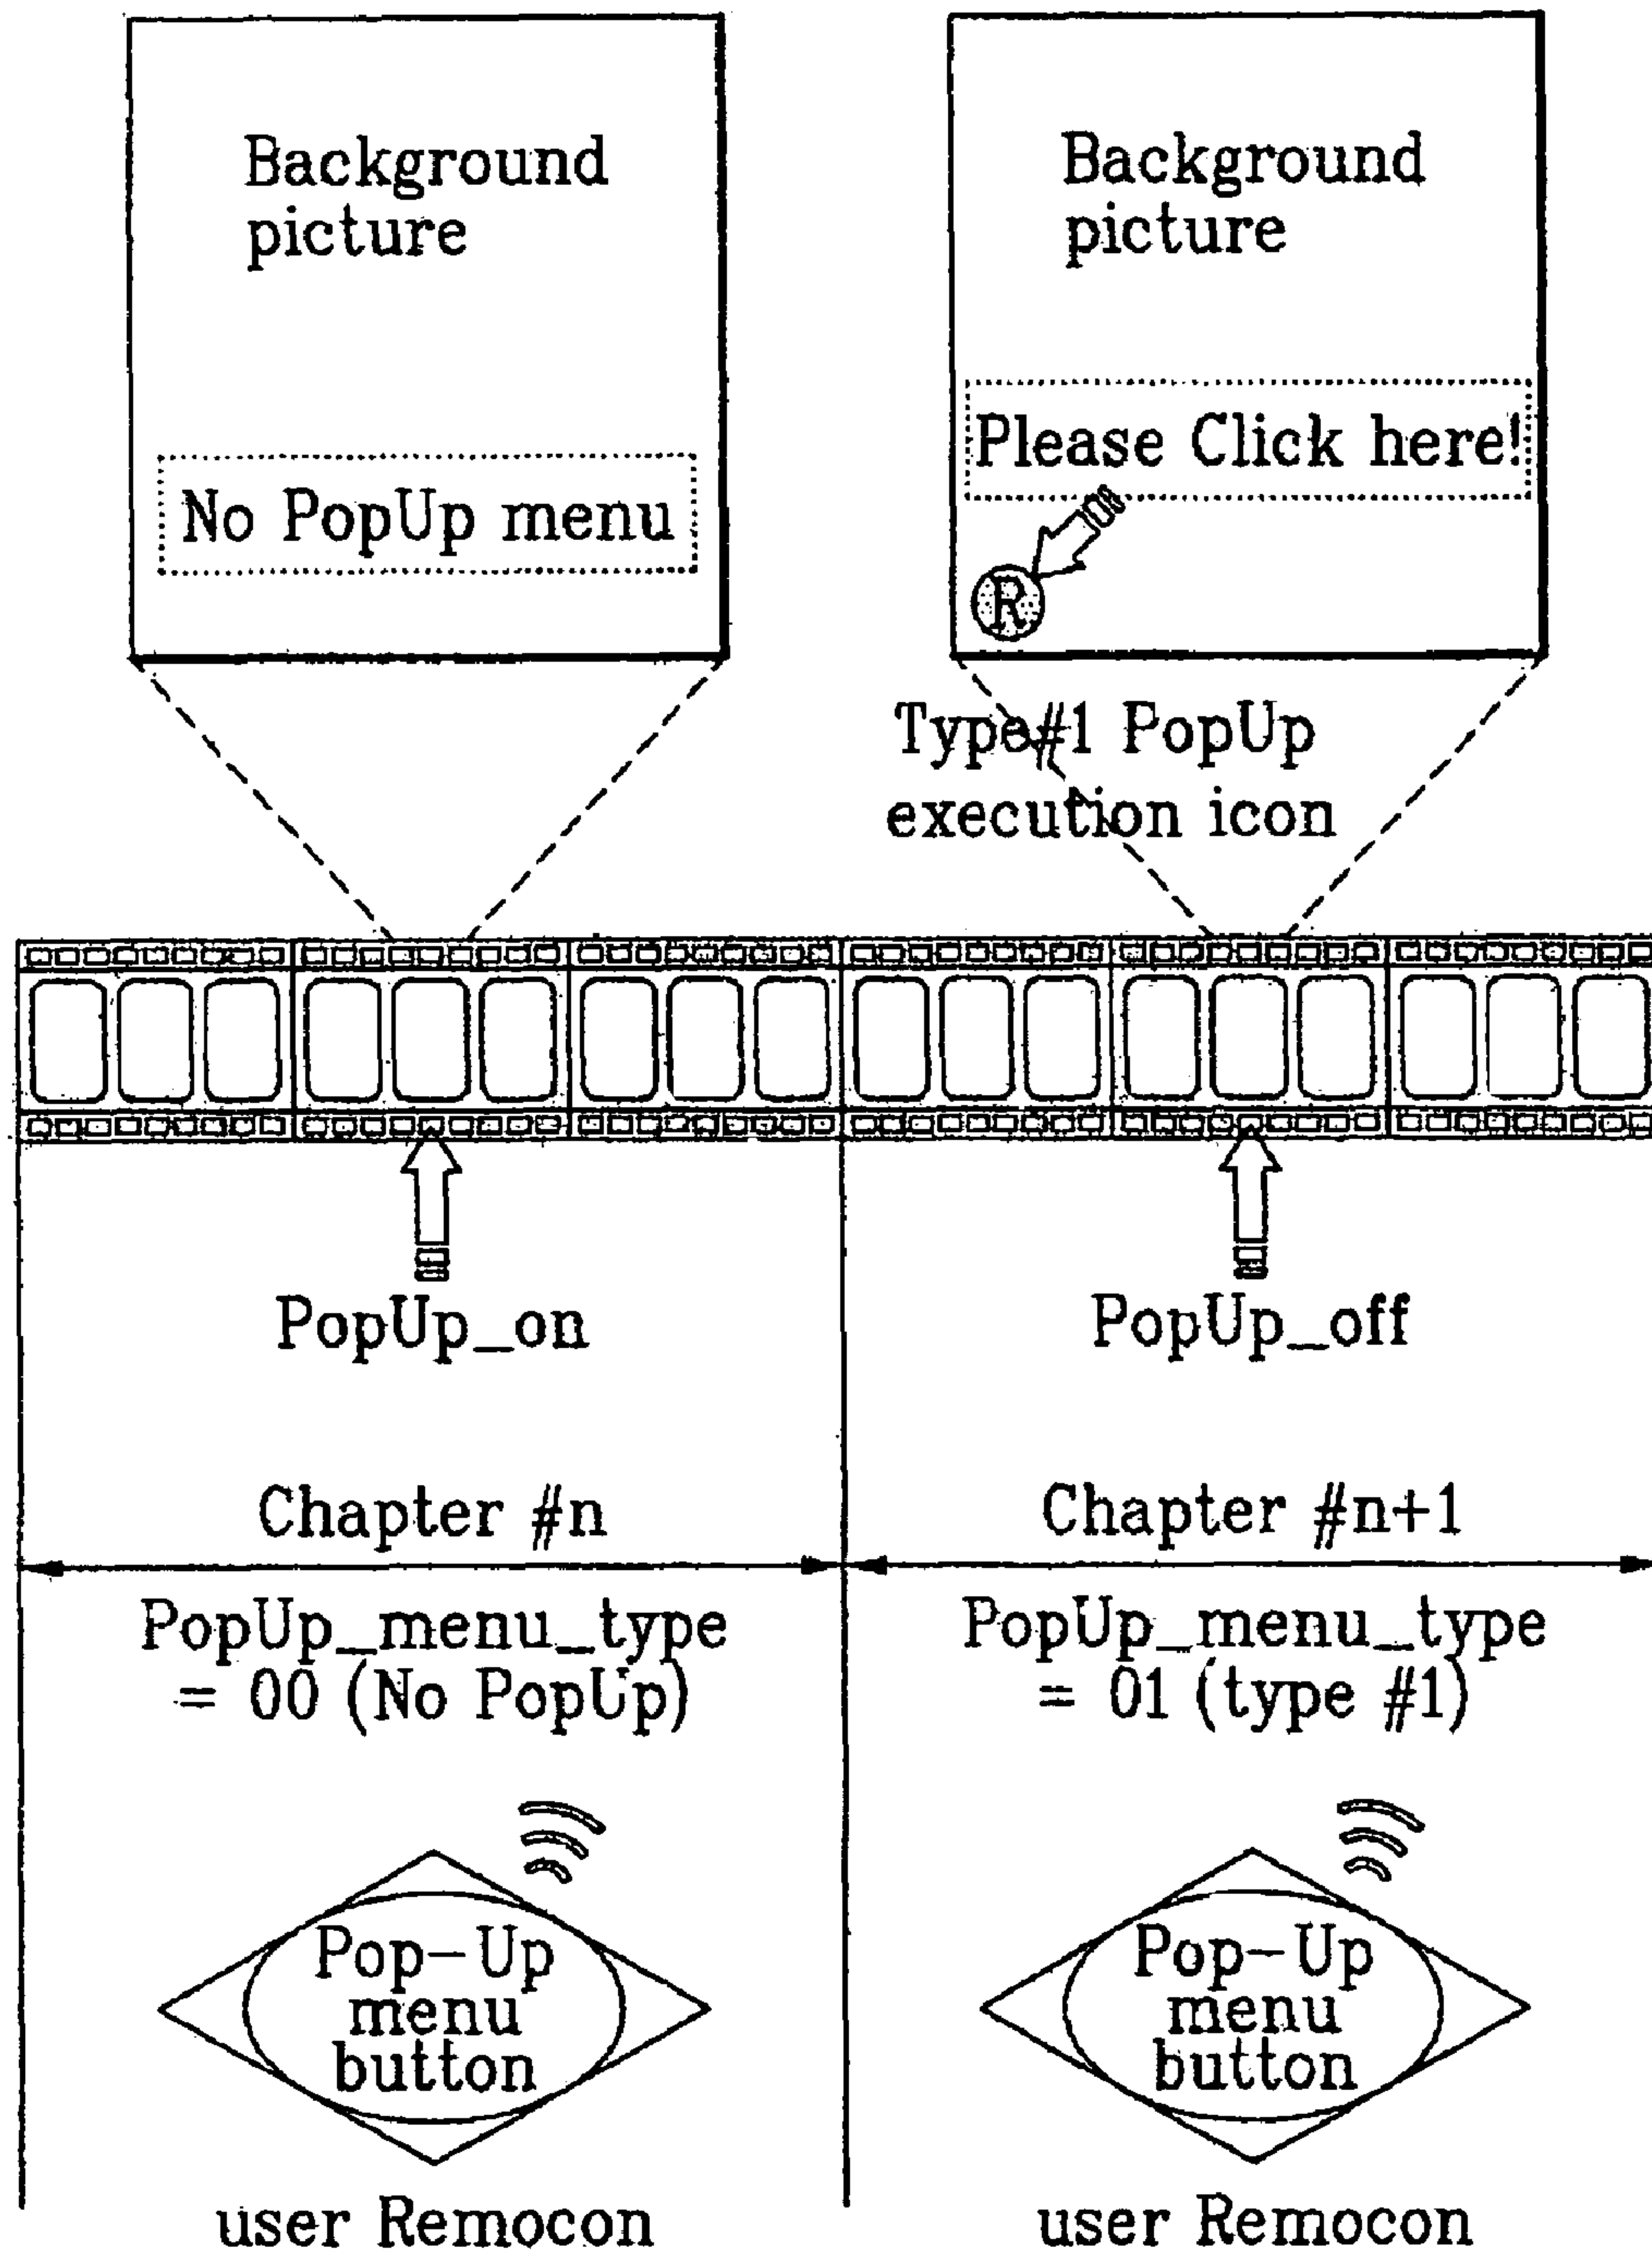 Background
picture
No PopUp menu
Background
picture
Please Click here!
R
Type#1 PopUp
execution icon
PopUp_on
PopUp_off
Chapter #n
Chapter #n+1
PopUp_menu_type
= 00 (No PopUp)
PopUp_menu_type
= 01 (type #1)
Pop-Up
menu
button
Pop-Up
menu
button
user Remocon
user Remocon